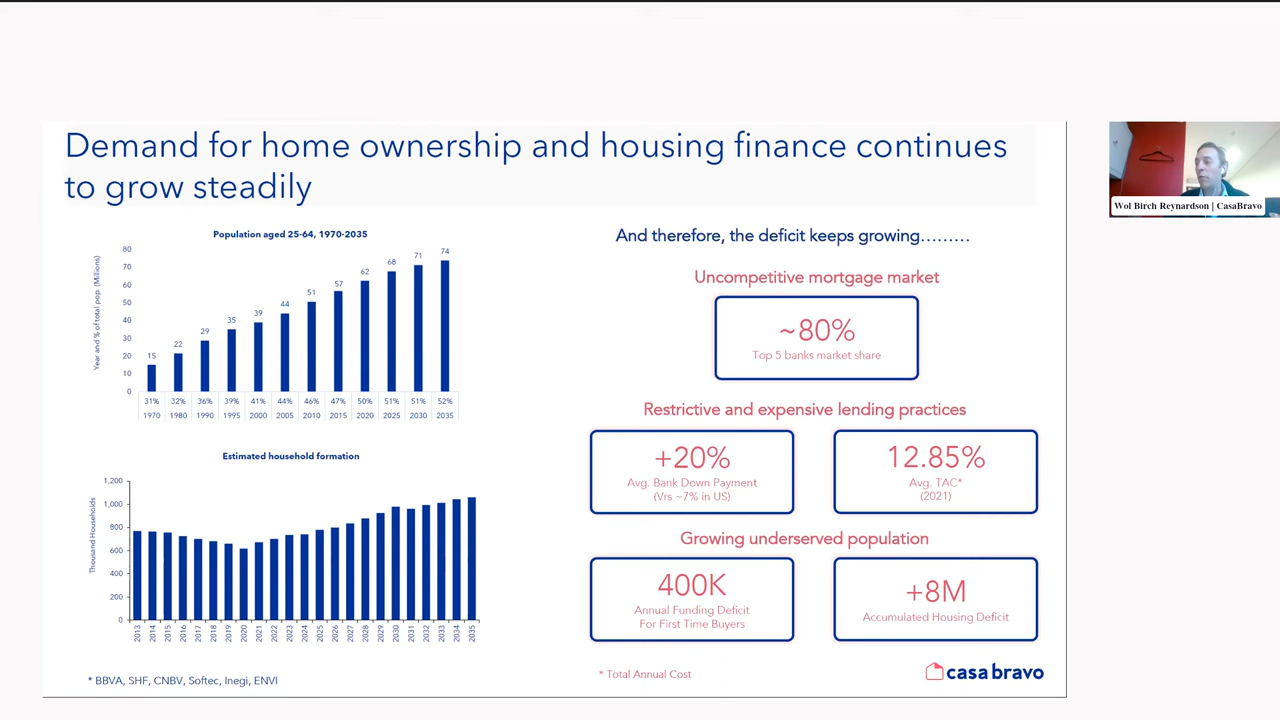 Demand for home ownership and housing finance continues
to grow steadily
Population aged 25-64, 1970-2035
Year and % of total pop. (Millions)
80
70
60
50
40
30
20
10
0
15 22 29 35 39 44 51 57 62 68 71 74
31% 32% 36% 39% 41% 44% 46% 47% 50% 51% 51% 52%
1970 1980 1990 1995 2000 2005 2010 2015 2020 2025 2030 2035
Estimated household formation
Thousand Households
1,200
1,000
800
600
400
200
0
2013 2014 2015 2016 2017 2018 2019 2020 2021 2022 2023 2024 2025 2026 2027 2028 2029 2030 2031 2032 2033 2034 2035
* BBVA, SHF, CNBV, Softec, Inegi, ENVI
And therefore, the deficit keeps growing………
Uncompetitive mortgage market
~80%
Top 5 banks market share
Restrictive and expensive lending practices
+20%
Avg. Bank Down Payment
(Vrs ~7% in US)
12.85%
Avg. TAC*
(2021)
Growing underserved population
400K
Annual Funding Deficit
For First Time Buyers
+8M
Accumulated Housing Deficit
* Total Annual Cost
casabravo
Wol Birch Reynardson | CasaBravo